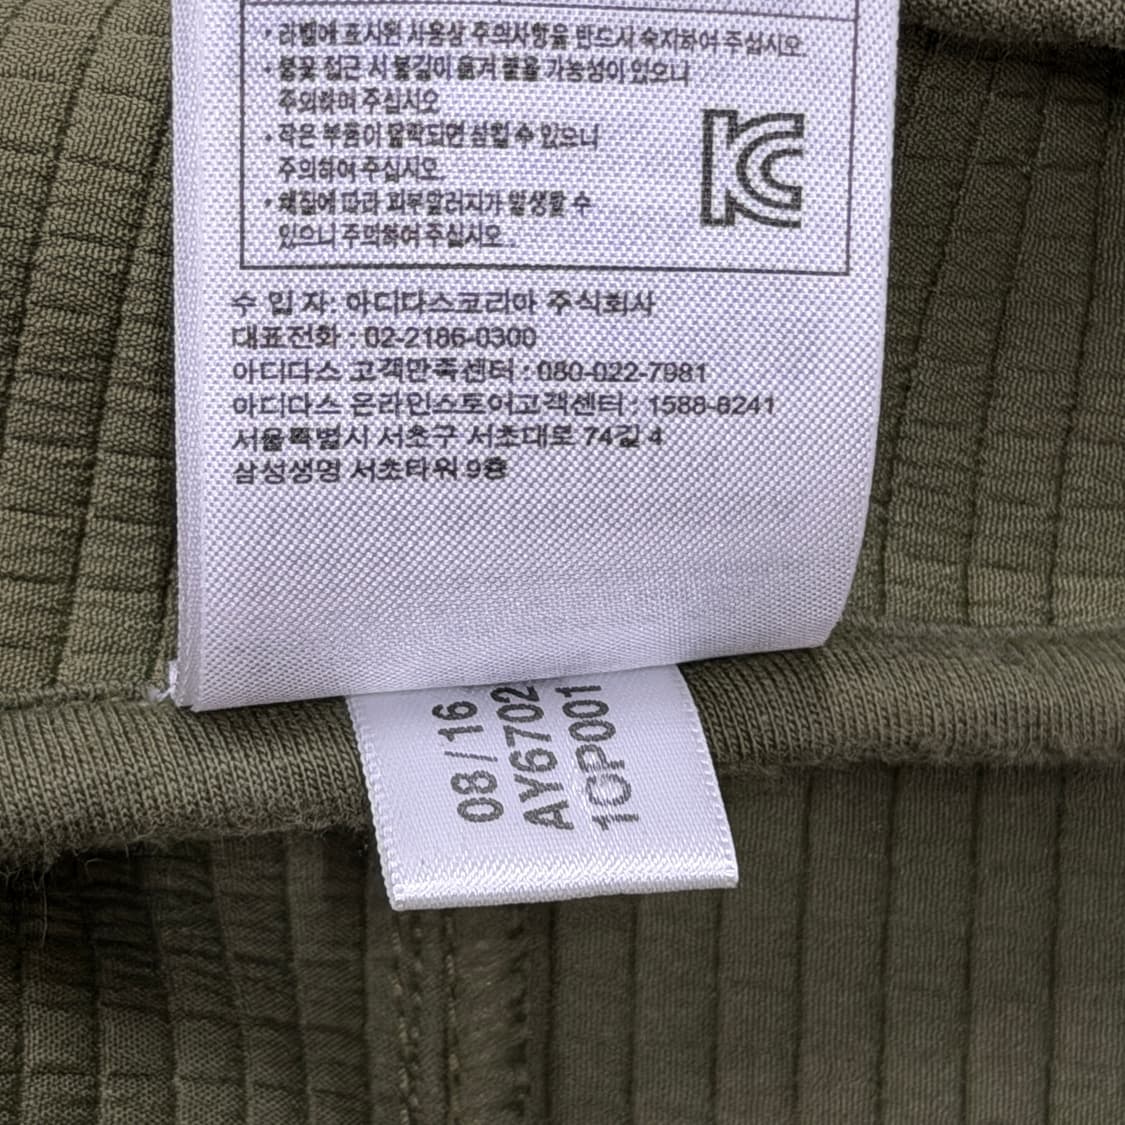 • 라벨에 표시된 사용상 주의사항을 반드시 숙지하여 주십시오.
• 불꽃 접근 시 불길이 옮겨 붙을 가능성이 있으니
주의하여 주십시오
• 작은 부품이 탈락되면 삼킬 수 있으니
주의하여 주십시오.
• 체질에 따라 피부알러지가 발생할 수
있으니 주의하여 주십시오.
KC
수 입 자: 아디다스코리아 주식회사
대표전화 : 02-2186-0300
아디다스 고객만족센터 : 080-022-7981
아디다스 온라인스토어고객센터 : 1588-8241
서울특별시 서초구 서초대로 74길 4
삼성생명 서초타워 9층
08/16
AY6702
1CP001